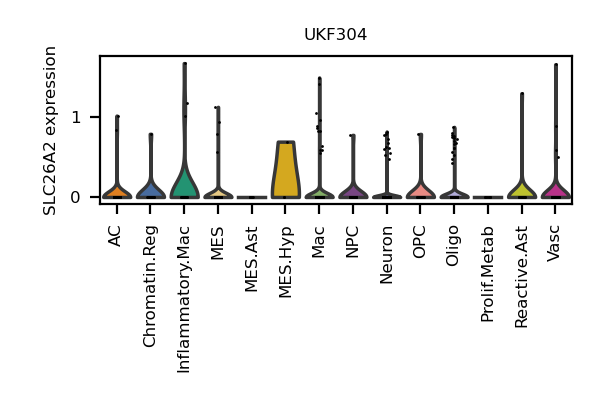 UKF304
SLC26A2 expression
1
0
AC
Chromatin.Reg
Inflammatory.Mac
MES
MES.Ast
MES.Hyp
Mac
NPC
Neuron
OPC
Oligo
Prolif.Metab
Reactive.Ast
Vasc